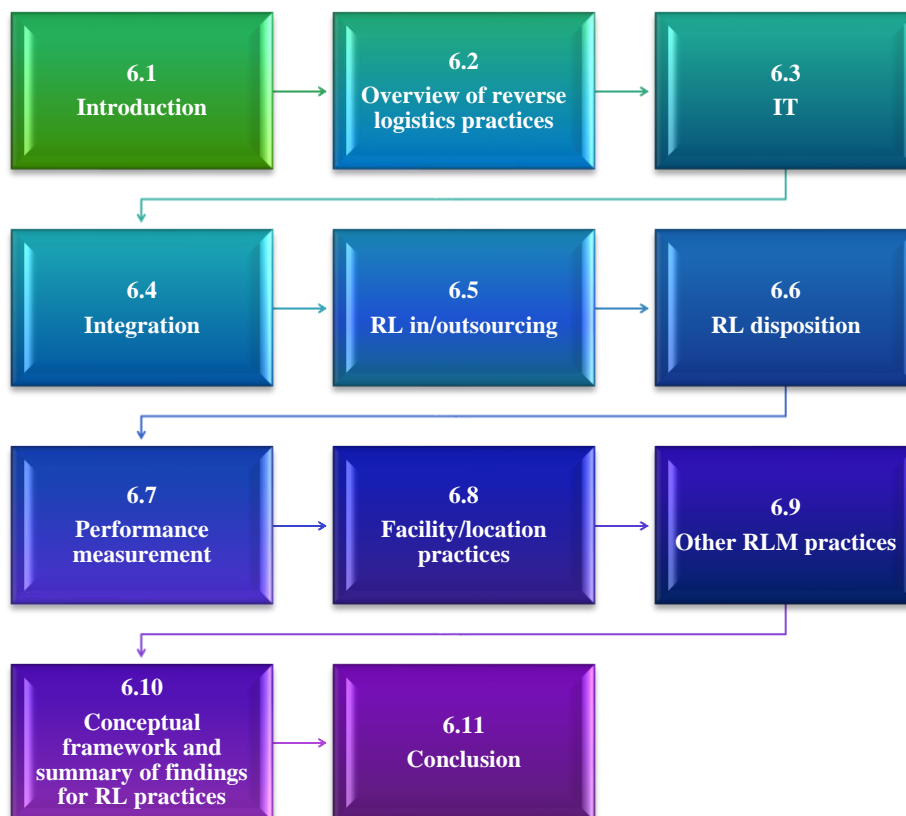 6.1
Introduction
6.2
Overview of reverse
logistics practices
6.3
IT
6.4
Integration
6.5
RL in/outsourcing
6.6
RL disposition
6.7
Performance
measurement
6.8
Facility/location
practices
6.9
Other RLM practices
6.10
Conceptual
framework and
summary of findings
for RL practices
6.11
Conclusion